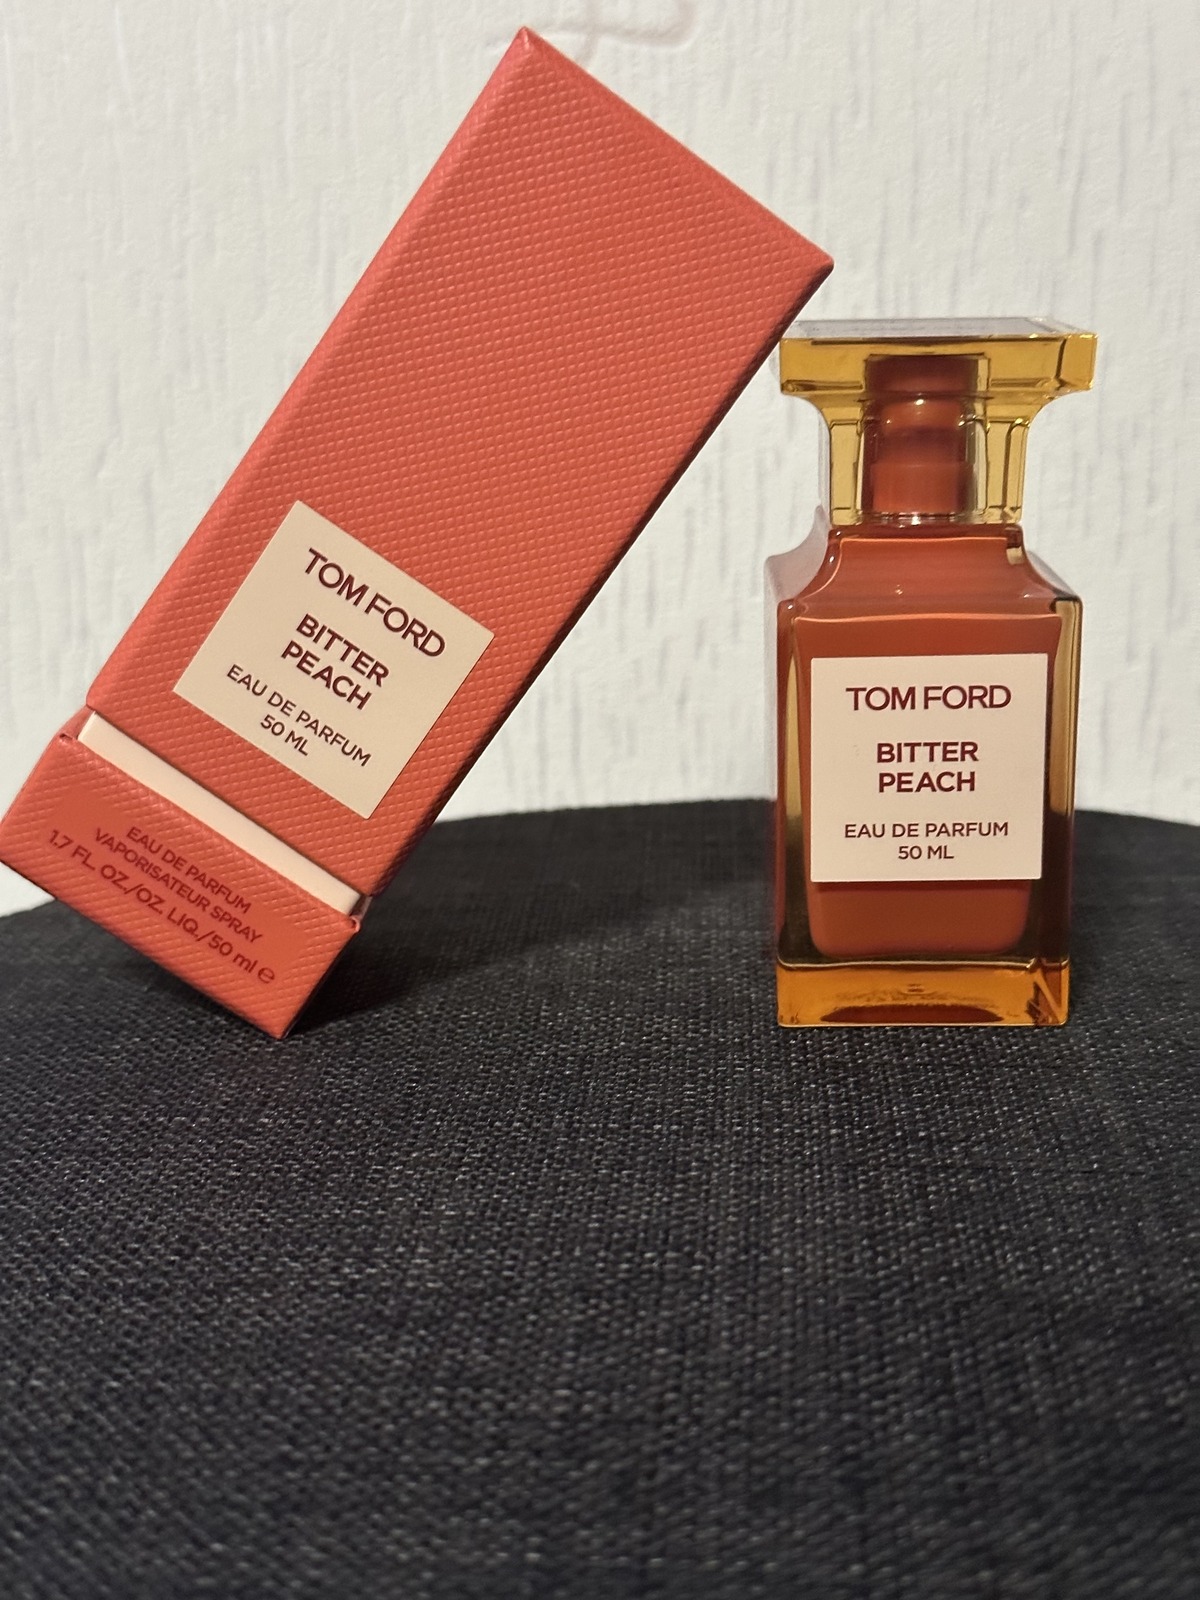 TOM FORD
BITTER
PEACH
EAU DE PARFUM
50 ML
EAU DE PARFUM
VAPORISATEUR SPRAY
1.7 FL. OZ./OZ. LIQ./50 ml e
TOM FORD
BITTER
PEACH
EAU DE PARFUM
50 ML